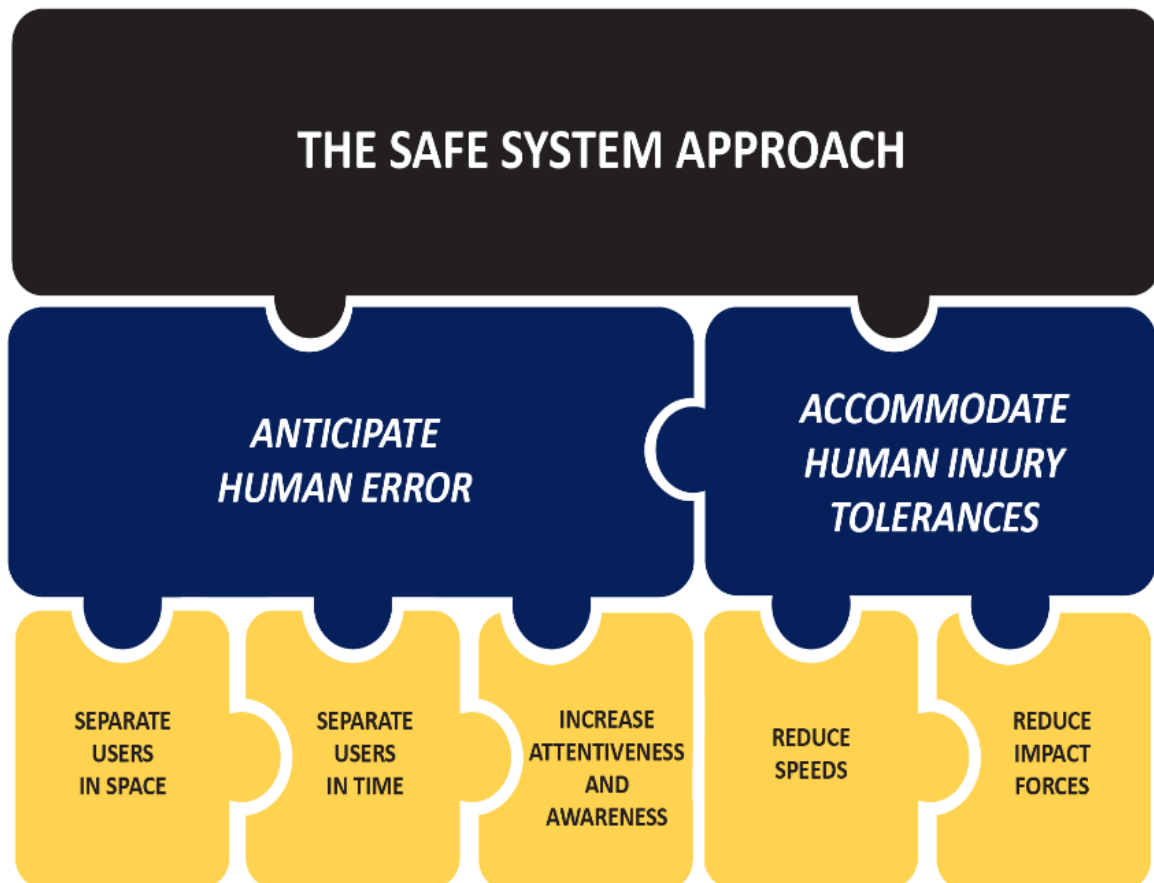 THE SAFE SYSTEM APPROACH
ANTICIPATE
HUMAN ERROR
ACCOMMODATE
HUMAN INJURY
TOLERANCES
SEPARATE
USERS
IN SPACE
SEPARATE
USERS
IN TIME
INCREASE
ATTENTIVENESS
AND
AWARENESS
REDUCE
SPEEDS
REDUCE
IMPACT
FORCES